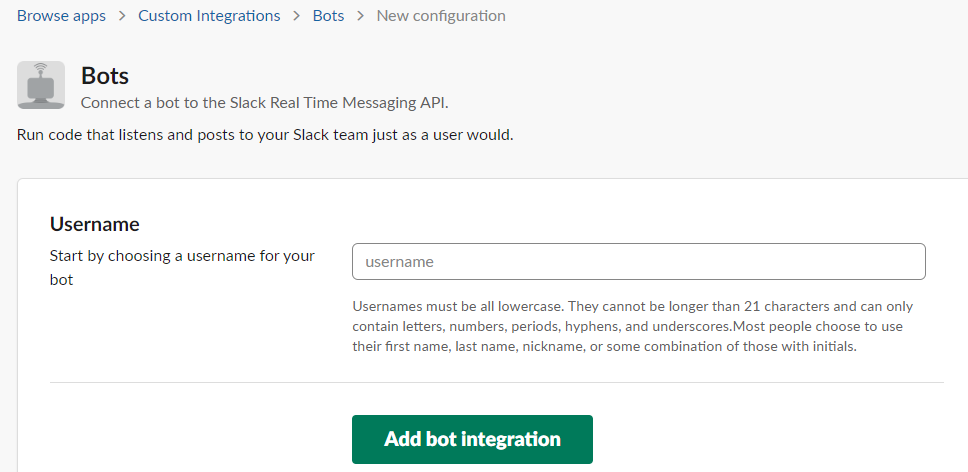 Browse apps > Custom Integrations > Bots > New configuration
Bots
Connect a bot to the Slack Real Time Messaging API.
Run code that listens and posts to your Slack team just as a user would.
Username
Start by choosing a username for your
bot
username
Usernames must be all lowercase. They cannot be longer than 21 characters and can only
contain letters, numbers, periods, hyphens, and underscores.Most people choose to use
their first name, last name, nickname, or some combination of those with initials.
Add bot integration